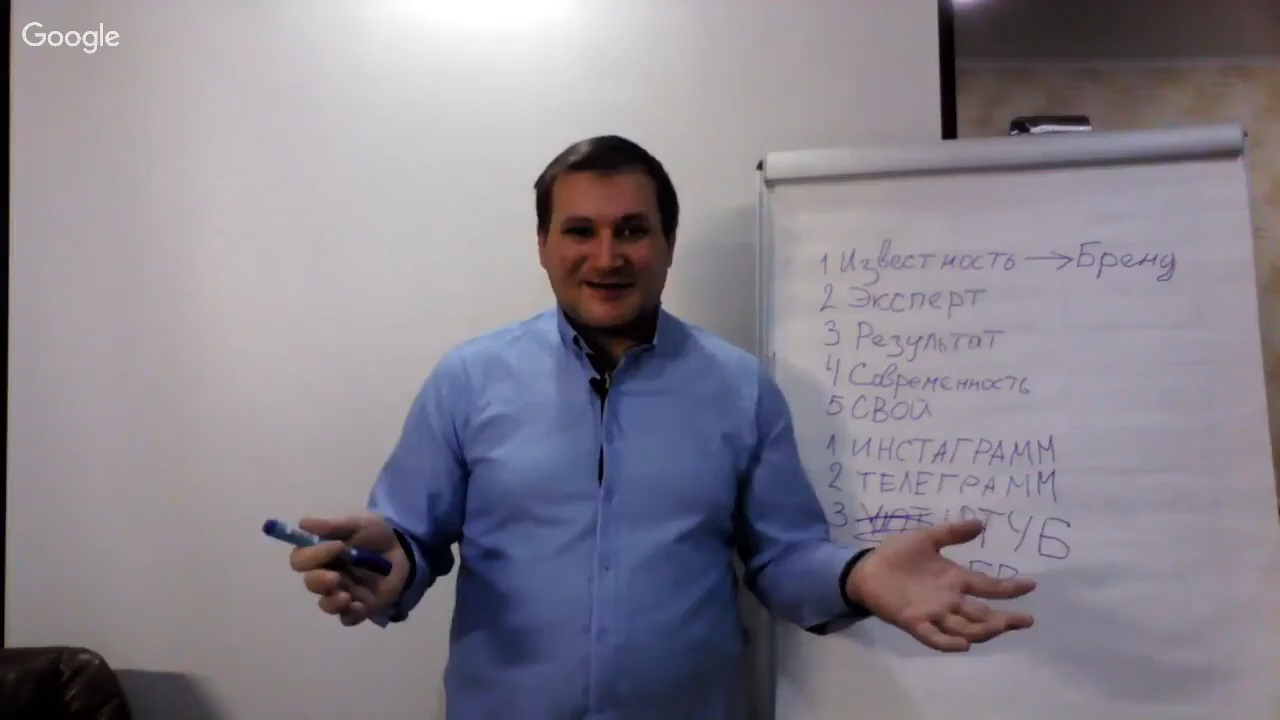 Google
1 Известность → Бренд
2 Эксперт
3 Результат
4 Современность
5 СВОЙ
1 ИНСТАГРАММ
2 ТЕЛЕГРАММ
3